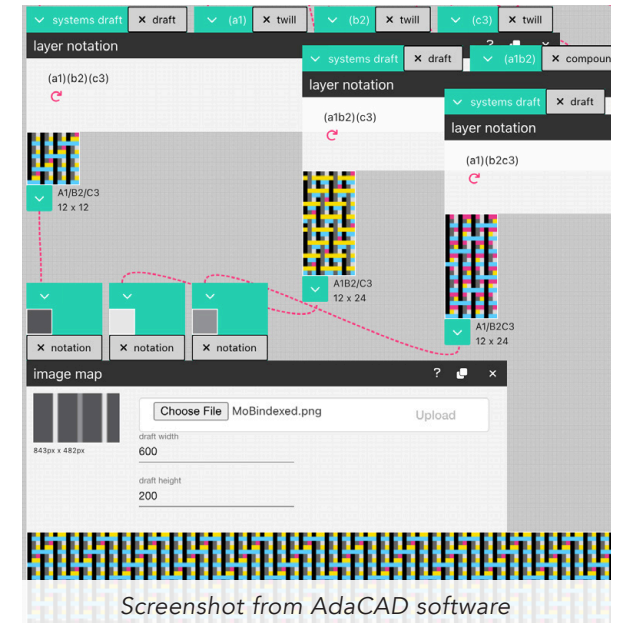 systems draft × draft (a1) × twill (b2) × twill (c3) × twill
layer notation ?
(a1)(b2)(c3)
A1/B2/C3
12 x 12
systems draft × draft (a1b2) × compoun
layer notation
(a1b2)(c3)
A1B2/C3
12 x 24
systems draft × draft
layer notation
(a1)(b2c3)
A1/B2C3
12 x 24
× notation × notation × notation
image map ? ×
843px x 482px
Choose File MoBindexed.png Upload
draft width
600
draft height
200
Screenshot from AdaCAD software